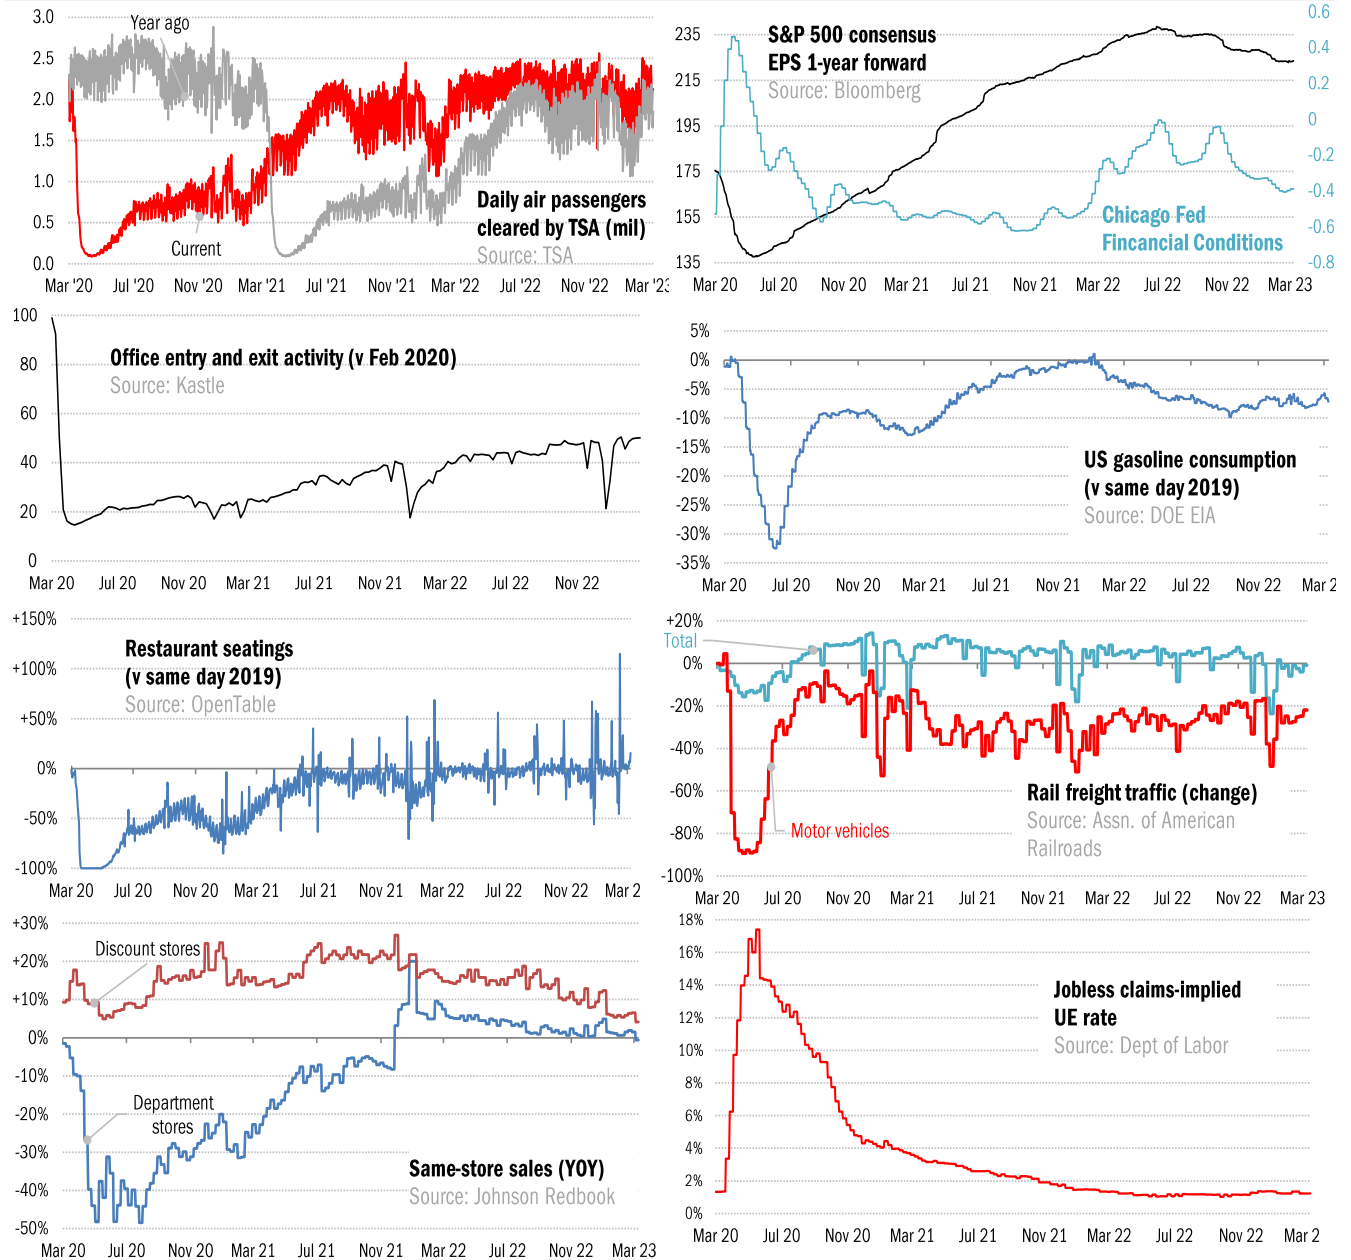 3.0
Year ago
2.5
2.0
1.5
1.0
0.5
0.0
Daily air passengers
cleared by TSA (mil)
Source: TSA
Current
Mar '20 Jul '20 Nov '20 Mar '21 Jul '21 Nov '21 Mar '22 Jul '22 Nov '22 Mar '23
S&P 500 consensus
EPS 1-year forward
Source: Bloomberg
235
215
195
175
155
135
0.6
0.4
0.2
0
-0.2
-0.4
-0.6
-0.8
Chicago Fed
Fincancial Conditions
Mar 20 Jul 20 Nov 20 Mar 21 Jul 21 Nov 21 Mar 22 Jul 22 Nov 22 Mar 23
100
80
60
40
20
0
Office entry and exit activity (v Feb 2020)
Source: Kastle
Mar 20 Jul 20 Nov 20 Mar 21 Jul 21 Nov 21 Mar 22 Jul 22 Nov 22
5%
0%
-5%
-10%
-15%
-20%
-25%
-30%
-35%
US gasoline consumption
(v same day 2019)
Source: DOE EIA
Mar 20 Jul 20 Nov 20 Mar 21 Jul 21 Nov 21 Mar 22 Jul 22 Nov 22 Mar 2
+150%
+100%
+50%
0%
-50%
-100%
Restaurant seatings
(v same day 2019)
Source: OpenTable
Mar 20 Jul 20 Nov 20 Mar 21 Jul 21 Nov 21 Mar 22 Jul 22 Nov 22 Mar 2
+20%
Total
0%
-20%
-40%
-60%
-80%
-100%
Motor vehicles
Rail freight traffic (change)
Source: Assn. of American
Railroads
Mar 20 Jul 20 Nov 20 Mar 21 Jul 21 Nov 21 Mar 22 Jul 22 Nov 22 Mar 23
+30%
+20%
+10%
0%
-10%
-20%
-30%
-40%
-50%
Discount stores
Department
stores
Same-store sales (YOY)
Source: Johnson Redbook
Mar 20 Jul 20 Nov 20 Mar 21 Jul 21 Nov 21 Mar 22 Jul 22 Nov 22 Mar 23
18%
16%
14%
12%
10%
8%
6%
4%
2%
0%
Jobless claims-implied
UE rate
Source: Dept of Labor
Mar 20 Jul 20 Nov 20 Mar 21 Jul 21 Nov 21 Mar 22 Jul 22 Nov 22 Mar 2